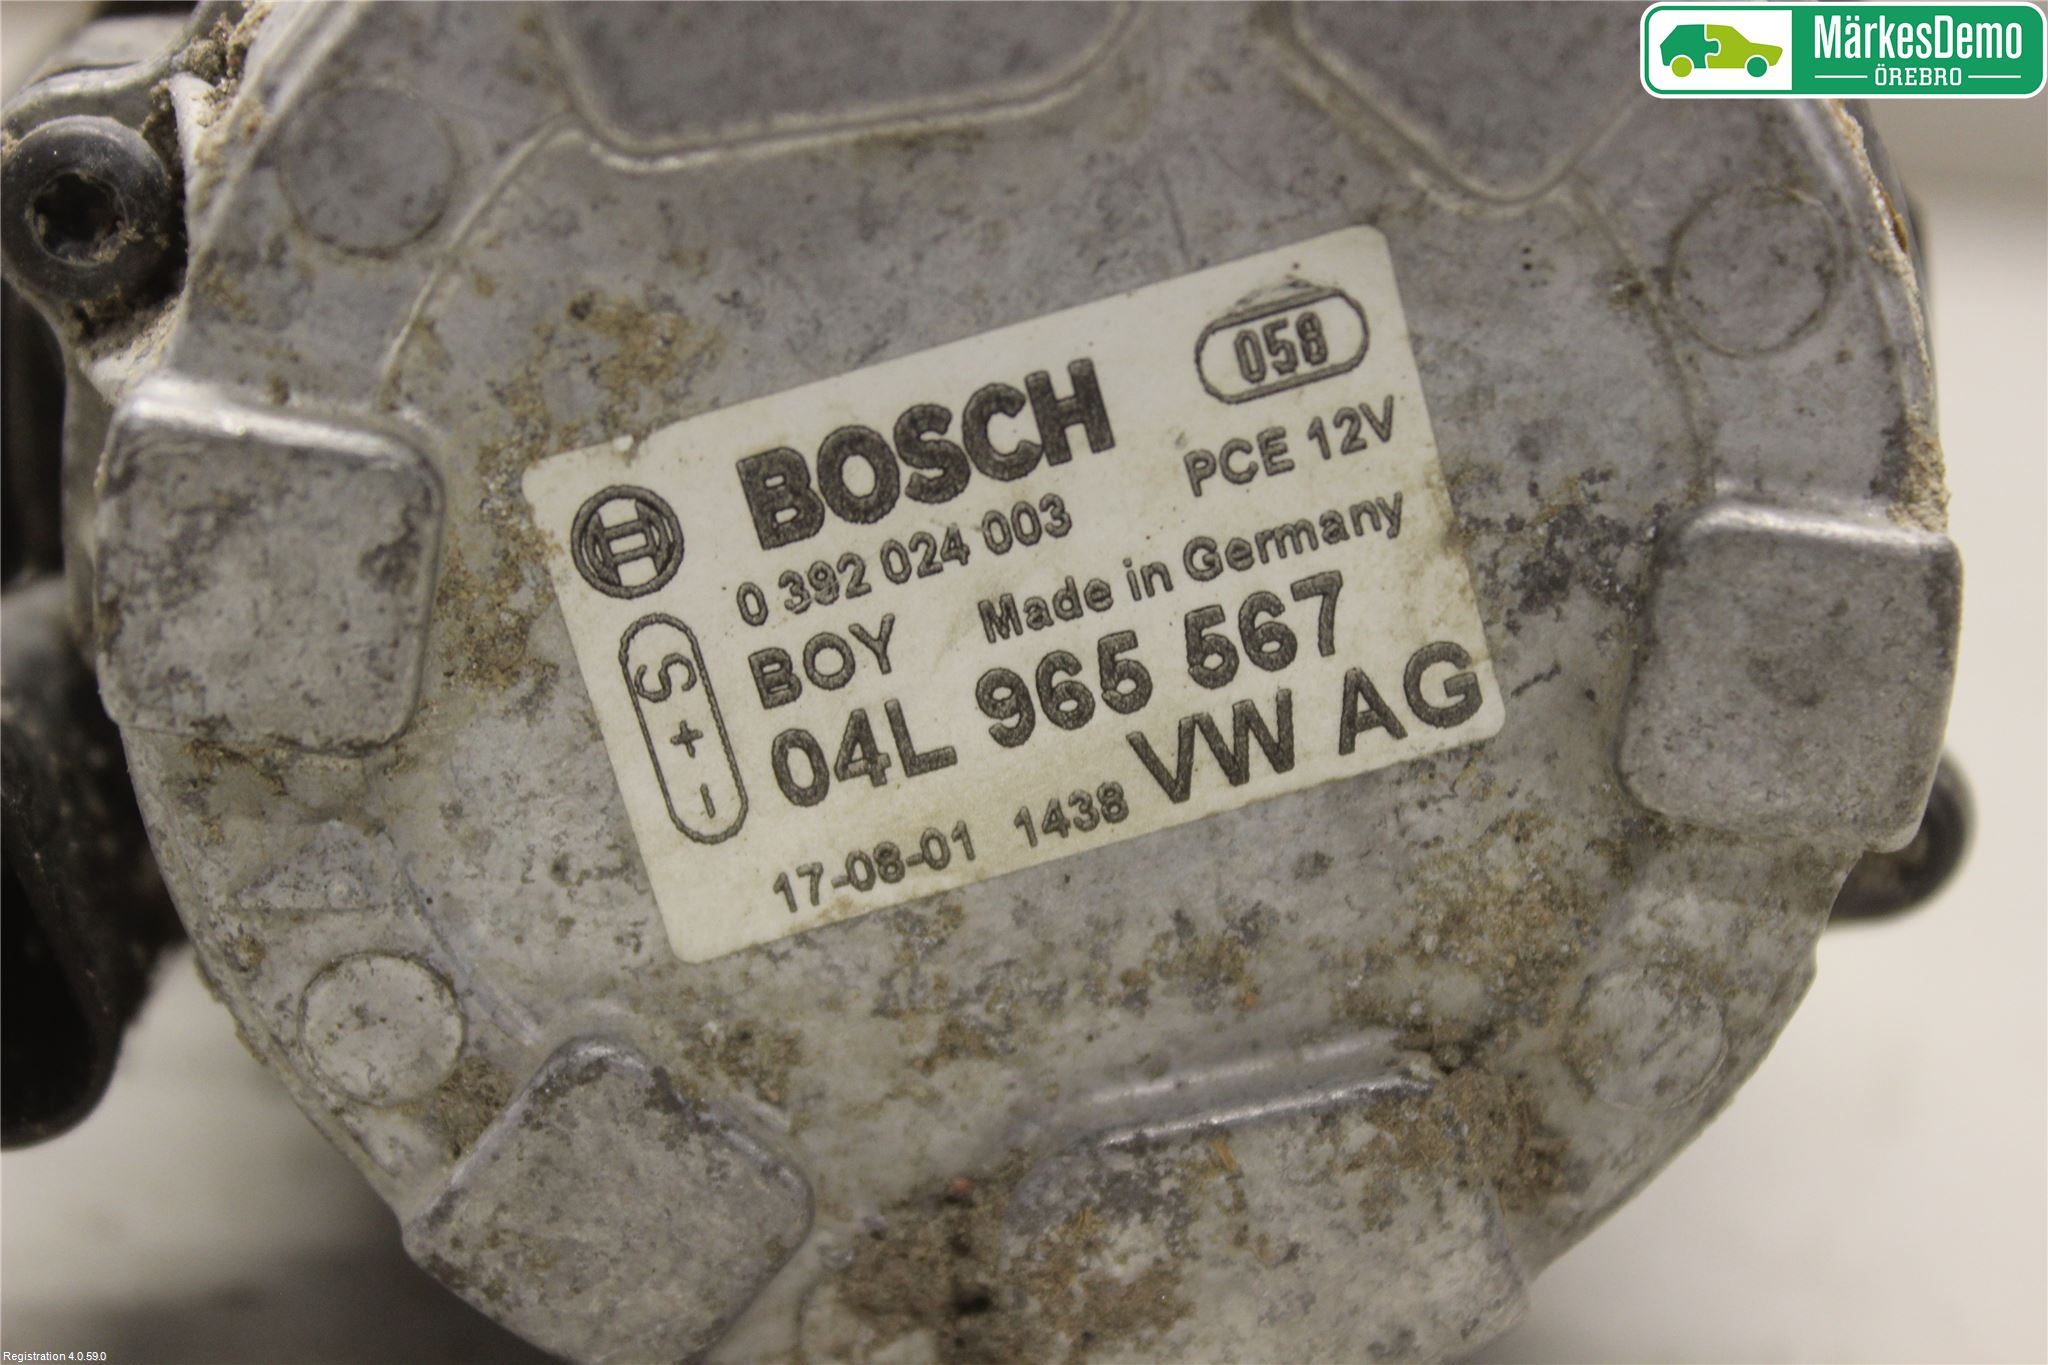 MärkesDemo
ÖREBRO
BOSCH
058
0 392 024 003
PCE 12V
BOY
Made in Germany
S + -
04L 965 567
VW AG
17-08-01 1438
Registration 4.0.59.0